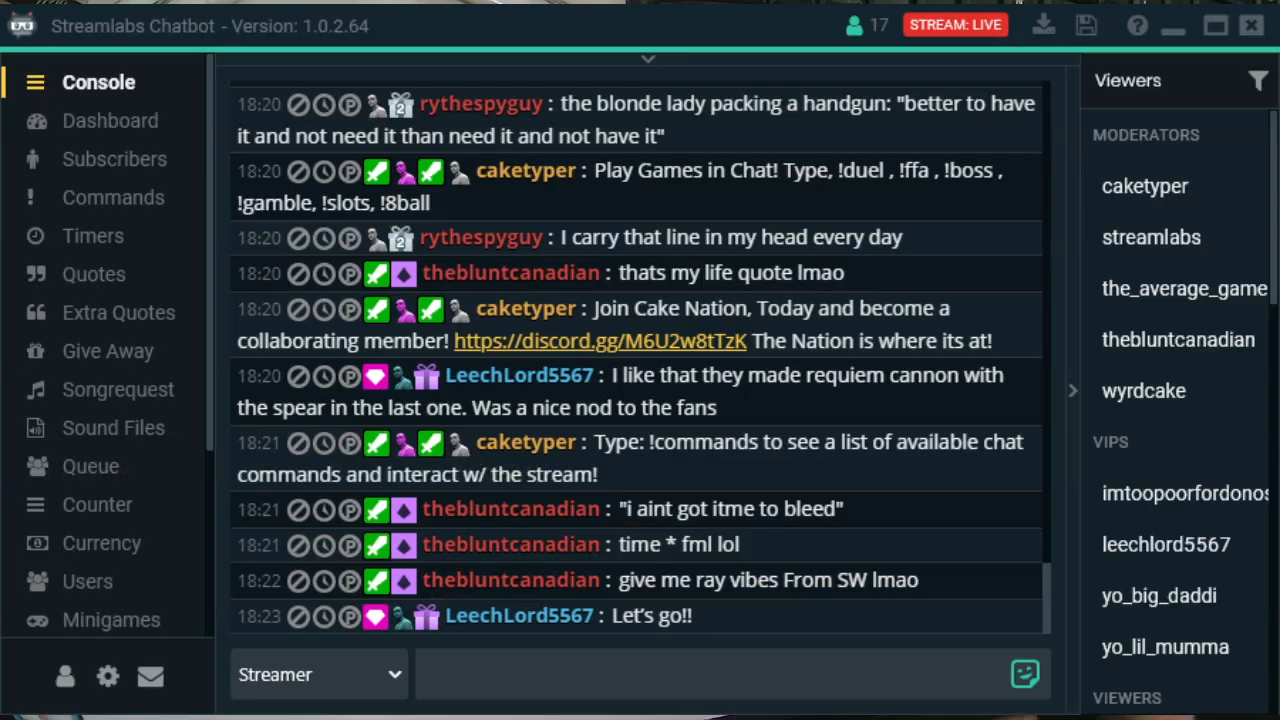 Streamlabs Chatbot - Version: 1.0.2.64
17
STREAM: LIVE
Console
Dashboard
Subscribers
Commands
Timers
Quotes
Extra Quotes
Give Away
Songrequest
Sound Files
Queue
Counter
Currency
Users
Minigames
18:20 rythespyguy : the blonde lady packing a handgun: "better to have
it and not need it than need it and not have it"
18:20 caketyper : Play Games in Chat! Type, !duel , !ffa , !boss ,
!gamble, !slots, !8ball
18:20 rythespyguy : I carry that line in my head every day
18:20 thebluntcanadian : thats my life quote lmao
18:20 caketyper : Join Cake Nation, Today and become a
collaborating member! https://discord.gg/M6U2w8tTzK The Nation is where its at!
18:20 LeechLord5567 : I like that they made requiem cannon with
the spear in the last one. Was a nice nod to the fans
18:21 caketyper : Type: !commands to see a list of available chat
commands and interact w/ the stream!
18:21 thebluntcanadian : "i aint got itme to bleed"
18:21 thebluntcanadian : time * fml lol
18:22 thebluntcanadian : give me ray vibes From SW lmao
18:23 LeechLord5567 : Let's go!!
Streamer
Viewers
MODERATORS
caketyper
streamlabs
the_average_game
thebluntcanadian
wyrdcake
VIPS
imtoopoorfordonos
leechlord5567
yo_big_daddi
yo_lil_mumma
VIEWERS